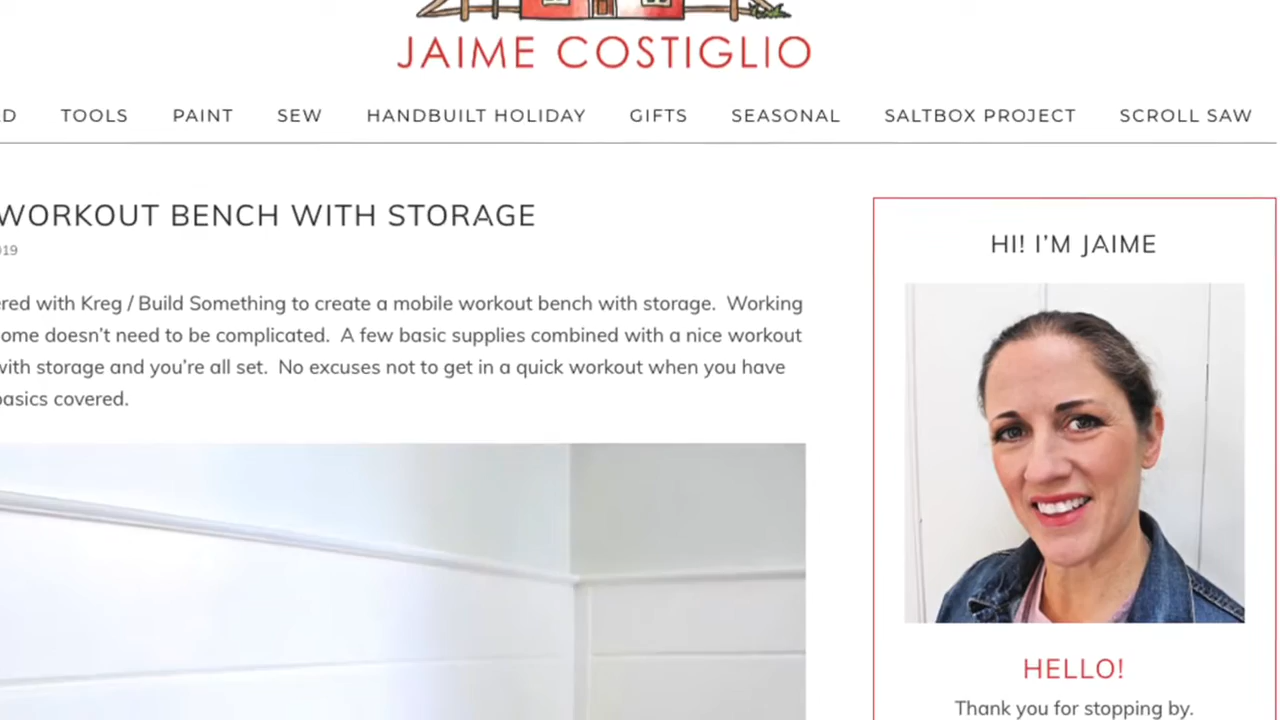 JAIME COSTIGLIO
TOOLS PAINT SEW HANDBUILT HOLIDAY GIFTS SEASONAL SALTBOX PROJECT SCROLL SAW
WORKOUT BENCH WITH STORAGE
with Kreg / Build Something to create a mobile workout bench with storage. Working
doesn't need to be complicated. A few basic supplies combined with a nice workout
with storage and you're all set. No excuses not to get in a quick workout when you have
basics covered.
HI! I'M JAIME
HELLO!
Thank you for stopping by.